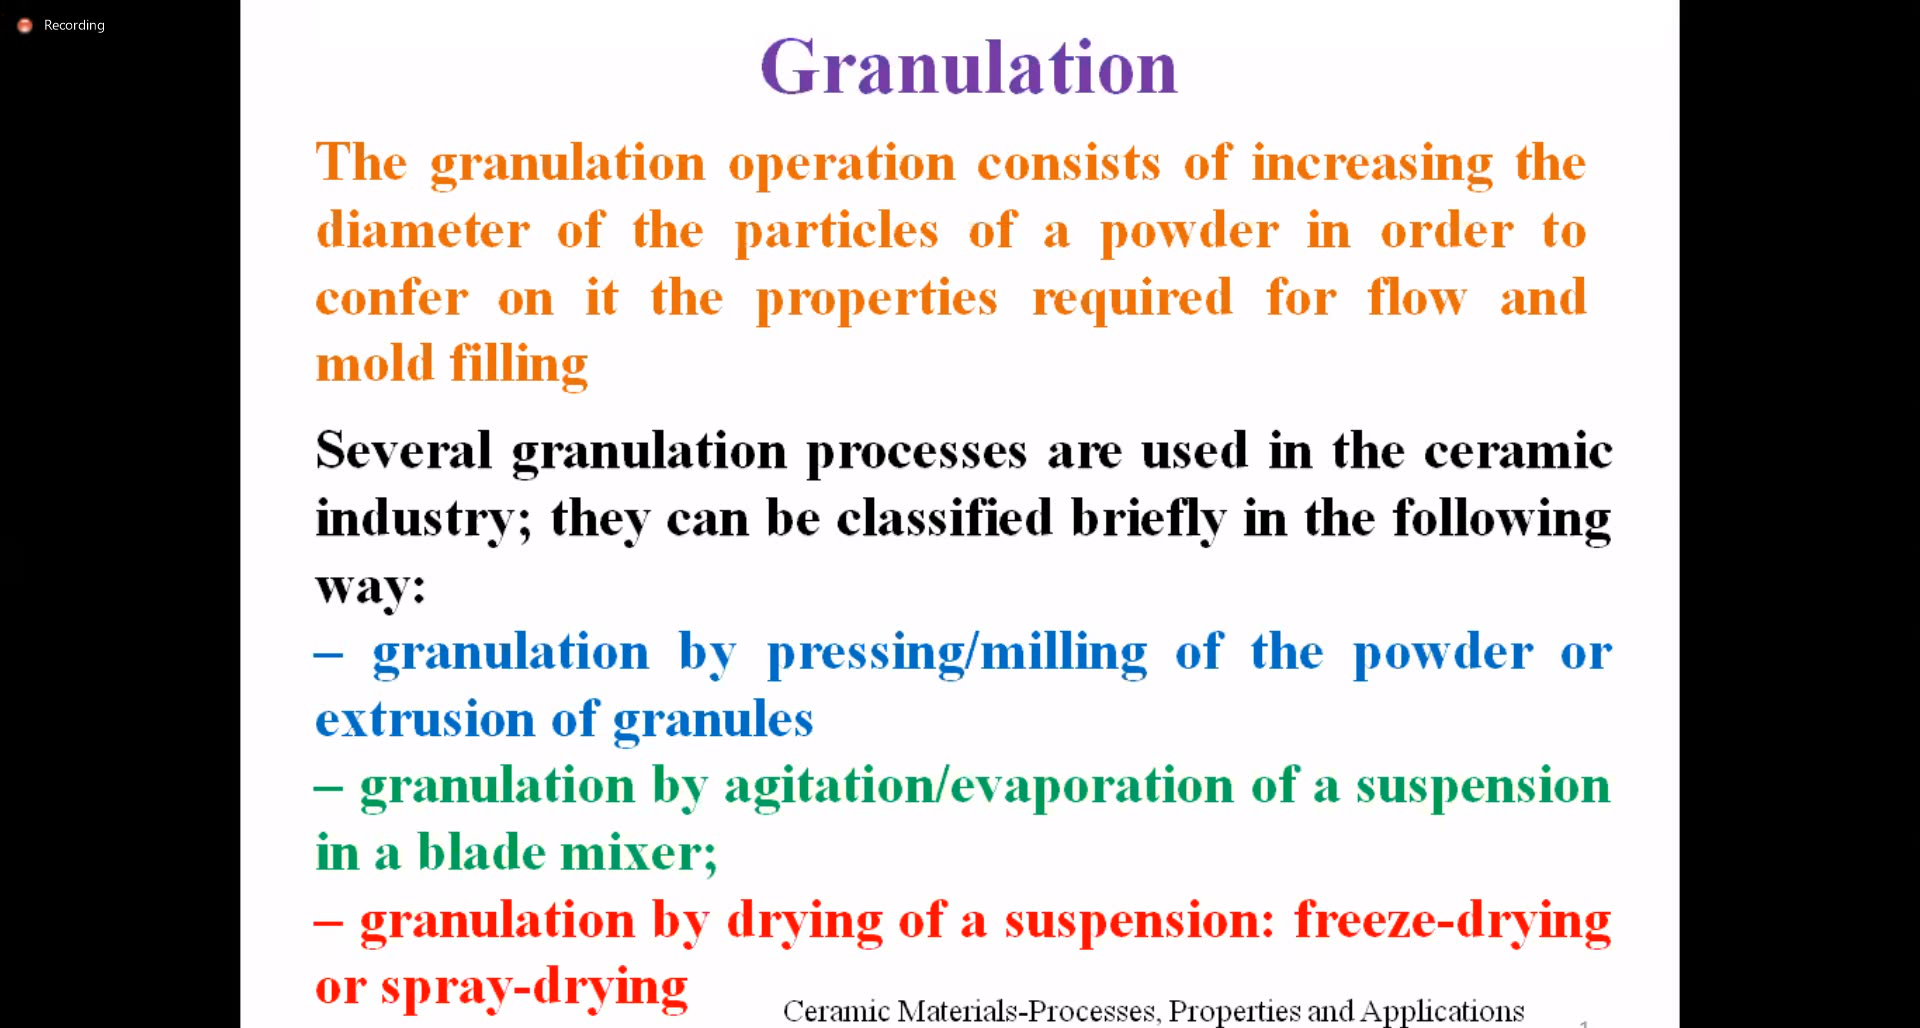 Recording
Granulation
The granulation operation consists of increasing the
diameter of the particles of a powder in order to
confer on it the properties required for flow and
mold filling
Several granulation processes are used in the ceramic
industry; they can be classified briefly in the following
way:
– granulation by pressing/milling of the powder or
extrusion of granules
– granulation by agitation/evaporation of a suspension
in a blade mixer;
– granulation by drying of a suspension: freeze-drying
or spray-drying
Ceramic Materials-Processes, Properties and Applications